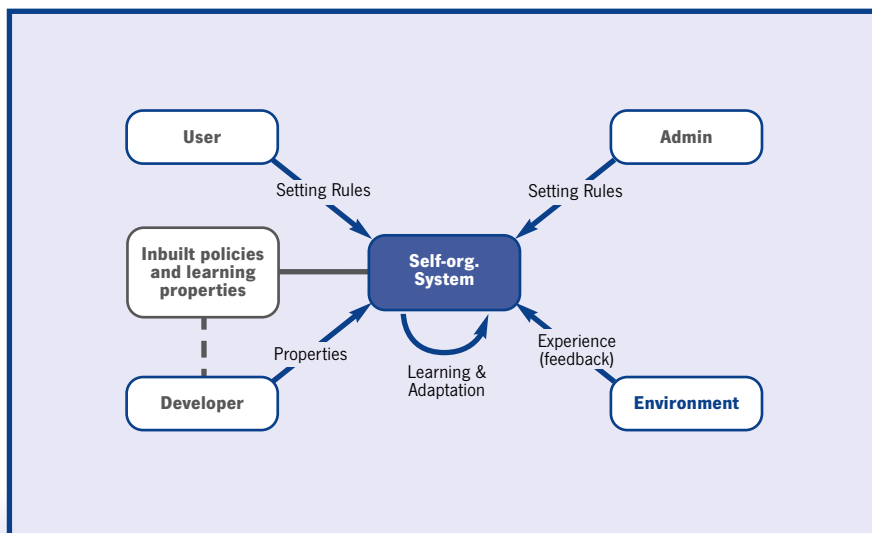 User
Admin
Setting Rules
Setting Rules
Inbuilt policies
and learning
properties
Self-org.
System
Properties
Learning &
Adaptation
Experience
(feedback)
Developer
Environment